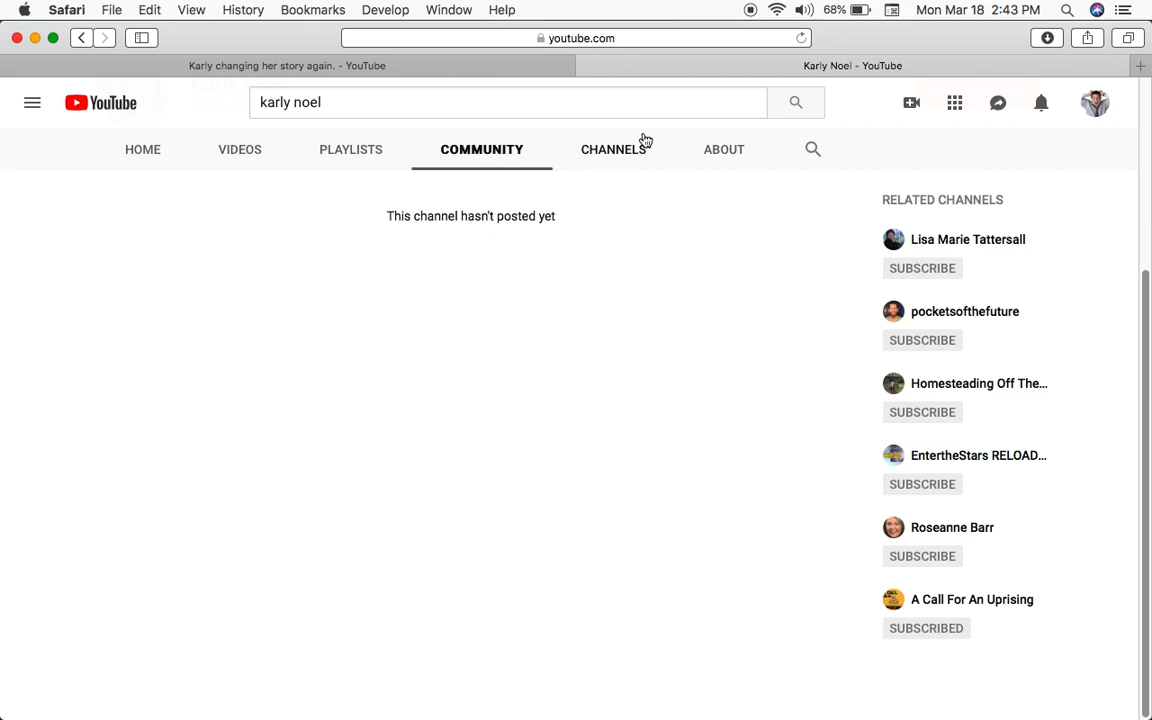 Safari File Edit View History Bookmarks Develop Window Help 68% Mon Mar 18 2:43 PM
youtube.com
Karly changing her story again. - YouTube Karly Noel - YouTube
YouTube karly noel
HOME VIDEOS PLAYLISTS COMMUNITY CHANNELS ABOUT
This channel hasn't posted yet
RELATED CHANNELS
Lisa Marie Tattersall
SUBSCRIBE
pocketsofthefuture
SUBSCRIBE
Homesteading Off The...
SUBSCRIBE
EntertheStars RELOAD...
SUBSCRIBE
Roseanne Barr
SUBSCRIBE
A Call For An Uprising
SUBSCRIBED